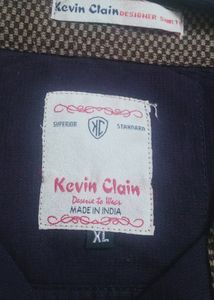 Kevin Clain DESIGNER SHIRT
KC
SUPERIOR STANDARD
Kevin Clain
Desire to Wear
MADE IN INDIA
XL